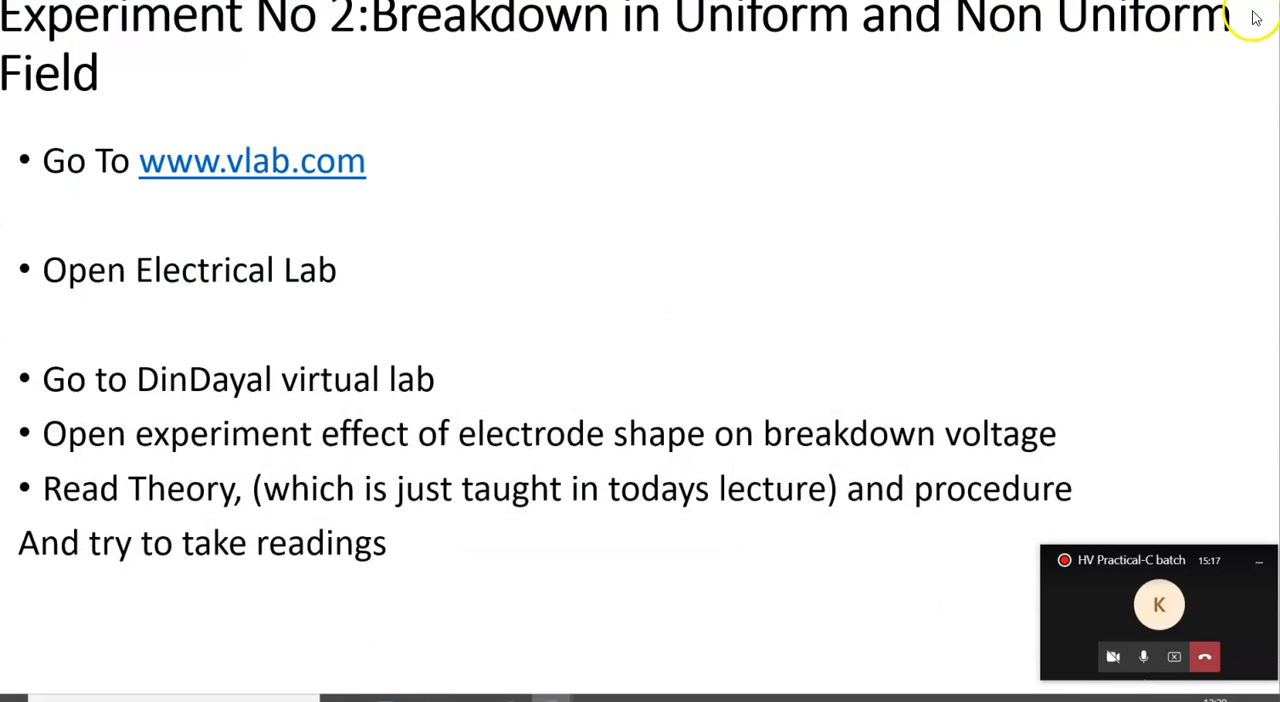 Experiment No 2:Breakdown in Uniform and Non Uniform
Field
• Go To www.vlab.com
• Open Electrical Lab
• Go to DinDayal virtual lab
• Open experiment effect of electrode shape on breakdown voltage
• Read Theory, (which is just taught in todays lecture) and procedure
And try to take readings
HV Practical-C batch 15:17 ...
K